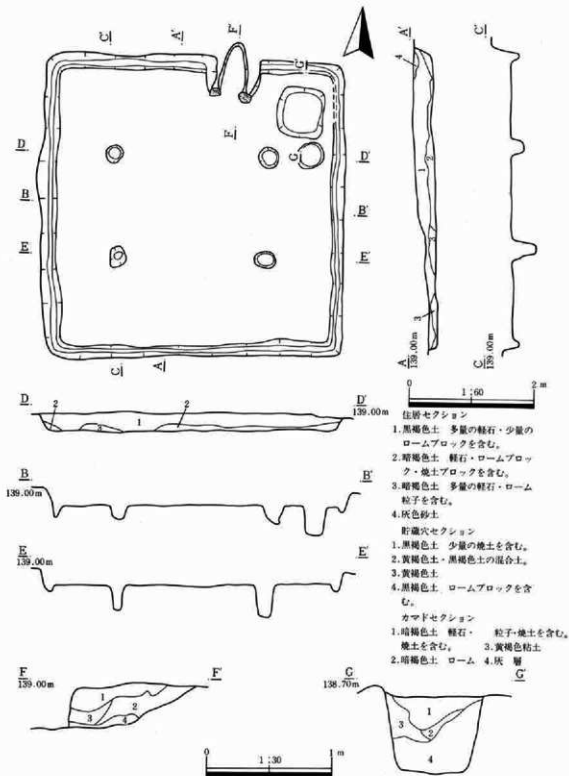 C'
A'
F'
G'
D
D'
F
G
B
B'
E
E'
C
A
A'
C'
4
1
2
3
3
A
139.00m
C
139.00m
0 1:60 2 m
D
D'
139.00m
2
3
1
2
B
B'
139.00m
E
E'
139.00m
住居セクション
1.黒褐色土 多量の軽石・少量の
ロームブロックを含む。
2.暗褐色土 軽石・ロームブロッ
ク・焼土ブロックを含む。
3.暗褐色土 多量の軽石・ローム
粒子を含む。
4.灰色砂土
貯蔵穴セクション
1.黒褐色土 少量の焼土を含む。
2.黄褐色土・黒褐色土の混合土。
3.黄褐色土
4.黒褐色土 ロームブロックを含
む。
カマドセクション
1.暗褐色土 軽石・ 粒子・焼土を含む。
焼土を含む。 3.黄褐色粘土
2.暗褐色土 ローム 4.灰 層
F
F'
139.00m
1
2
3
4
G
G'
138.70m
1
2
3
4
0 1:30 1 m